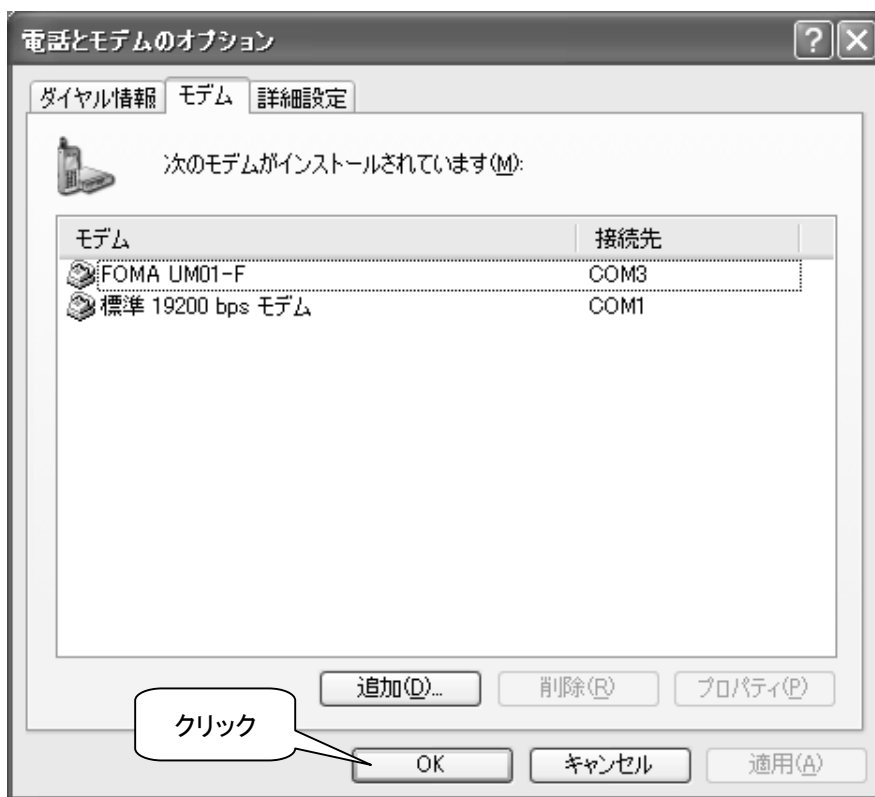 電話とモデムのオプション
ダイヤル情報 モデム 詳細設定
次のモデムがインストールされています(M):
モデム 接続先
FOMA UM01-F COM3
標準 19200 bps モデム COM1
追加(D)... 削除(R) プロパティ(P)
クリック
OK キャンセル 適用(A)